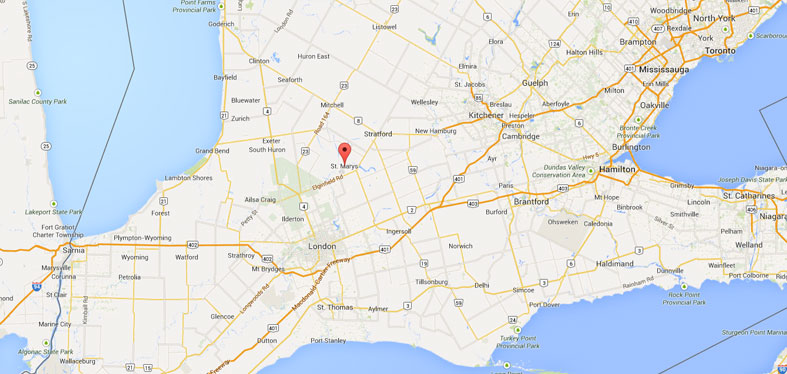 Point Farms
Provincial Park
London Rd
Listowel
Woodbridge
North York
Rexdale
Brampton
Toronto
Scarborough
Elora
Halton Hills
Goderich
Clinton
Huron East
Elmira
Mississauga
Bayfield
Seaforth
St. Jacobs
Guelph
Milton
Sanilac County Park
Bluewater
Mitchell
Wellesley
Breslau
Aberfoyle
Oakville
Zurich
Road 164
Kitchener
Hespeler
Preston
Stratford
New Hamburg
Cambridge
Bronte Creek
Provincial Park
Exeter
South Huron
Hwy 6
Burlington
Grand Bend
St. Marys
Ayr
Dundas Valley
Conservation Area
Hamilton
Niagara-on
Lambton Shores
Elginfield Rd
Joseph Davis State Park
Grimsby
Lakeport State Park
Ailsa Craig
Paris
St. Catharines
Forest
Petty St
Brantford
Mt Hope
Lincoln
Fort Gratiot
Charter Township
Ilderton
Burford
Binbrook
Smithville
Niagara
Silver St
Ohsweken
Caledonia
Pelham
Plympton-Wyoming
Ingersoll
Welland
Sarnia
London
Norwich
Wyoming
Warwick
Strathroy
Marysville
Corunna
Petrolia
Mt Brydges
Macdonald-Cartier Freeway
Haldimand
Wainfleet
Dunnville
Port Colborne
St Clair
Kimball Rd
Longwoods Rd
Tillsonburg
Delhi
Simcoe
Rainham Rd
Rock Point
Provincial Park
St. Thomas
Aylmer
Port Dover
Marine City
Glencoe
Turkey Point
Provincial Park
Sturgeon Point Marina
Dutton
Port Stanley
Algonac State Park
Wallaceburg